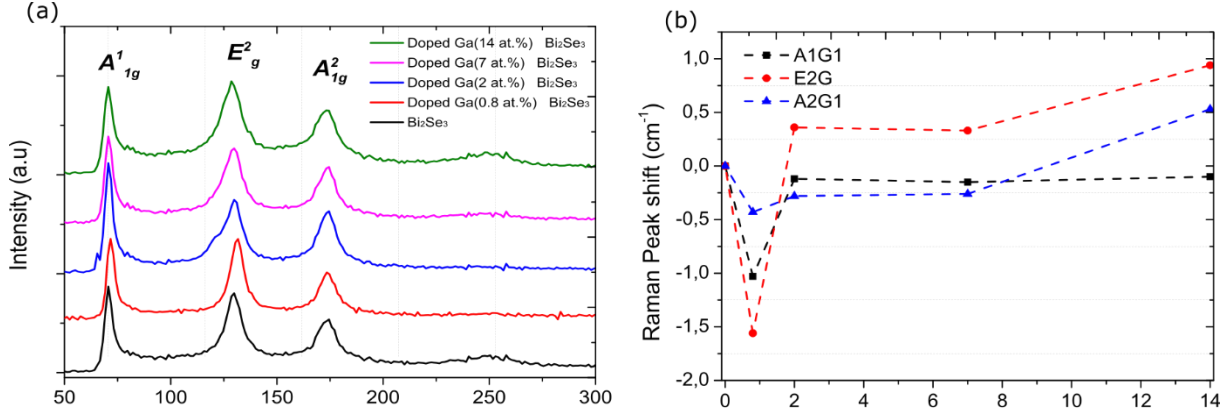 (a)
A¹₁g
E²g
A²₁g
Doped Ga(14 at.%) Bi₂Se₃
Doped Ga(7 at.%) Bi₂Se₃
Doped Ga(2 at.%) Bi₂Se₃
Doped Ga(0.8 at.%) Bi₂Se₃
Bi₂Se₃
Intensity (a.u)
50 100 150 200 250 300
(b)
A1G1
E2G
A2G1
Raman Peak shift (cm⁻¹)
1,0
0,5
0,0
-0,5
-1,0
-1,5
-2,0
0 2 4 6 8 10 12 14